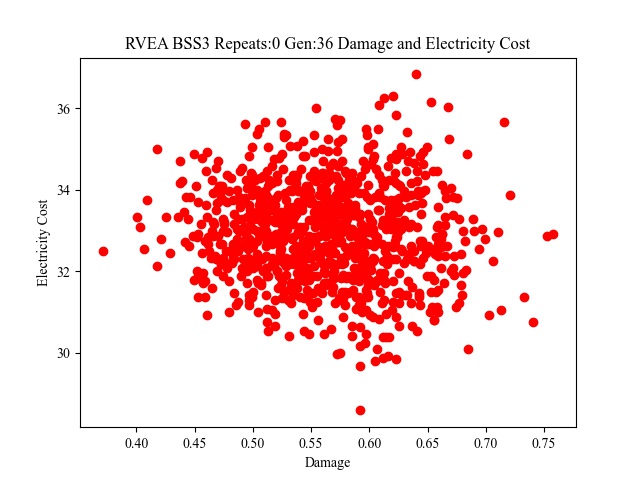 RVEA BSS3 Repeats:0 Gen:36 Damage and Electricity Cost
36
34
32
30
Electricity Cost
0.40 0.45 0.50 0.55 0.60 0.65 0.70 0.75
Damage